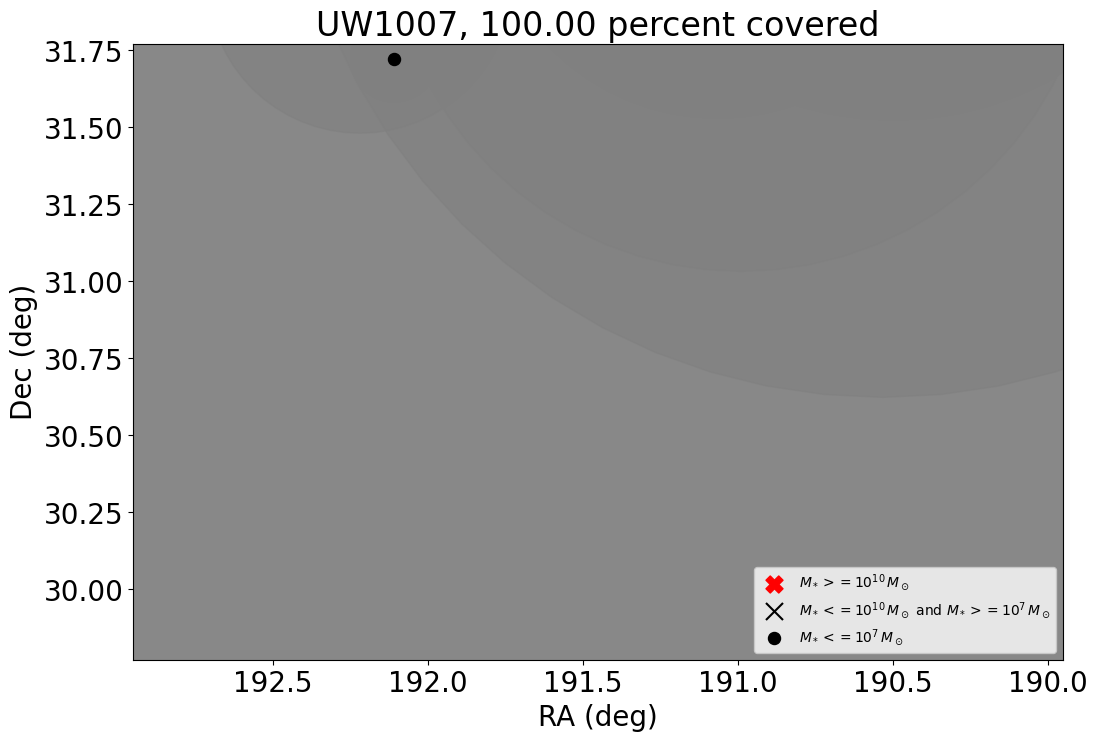 UW1007, 100.00 percent covered
31.75
31.50
31.25
31.00
30.75
30.50
30.25
30.00
Dec (deg)
M* >= 10^10 M⊙
M* <= 10^10 M⊙ and M* >= 10^7 M⊙
M* <= 10^7 M⊙
192.5 192.0 191.5 191.0 190.5 190.0
RA (deg)